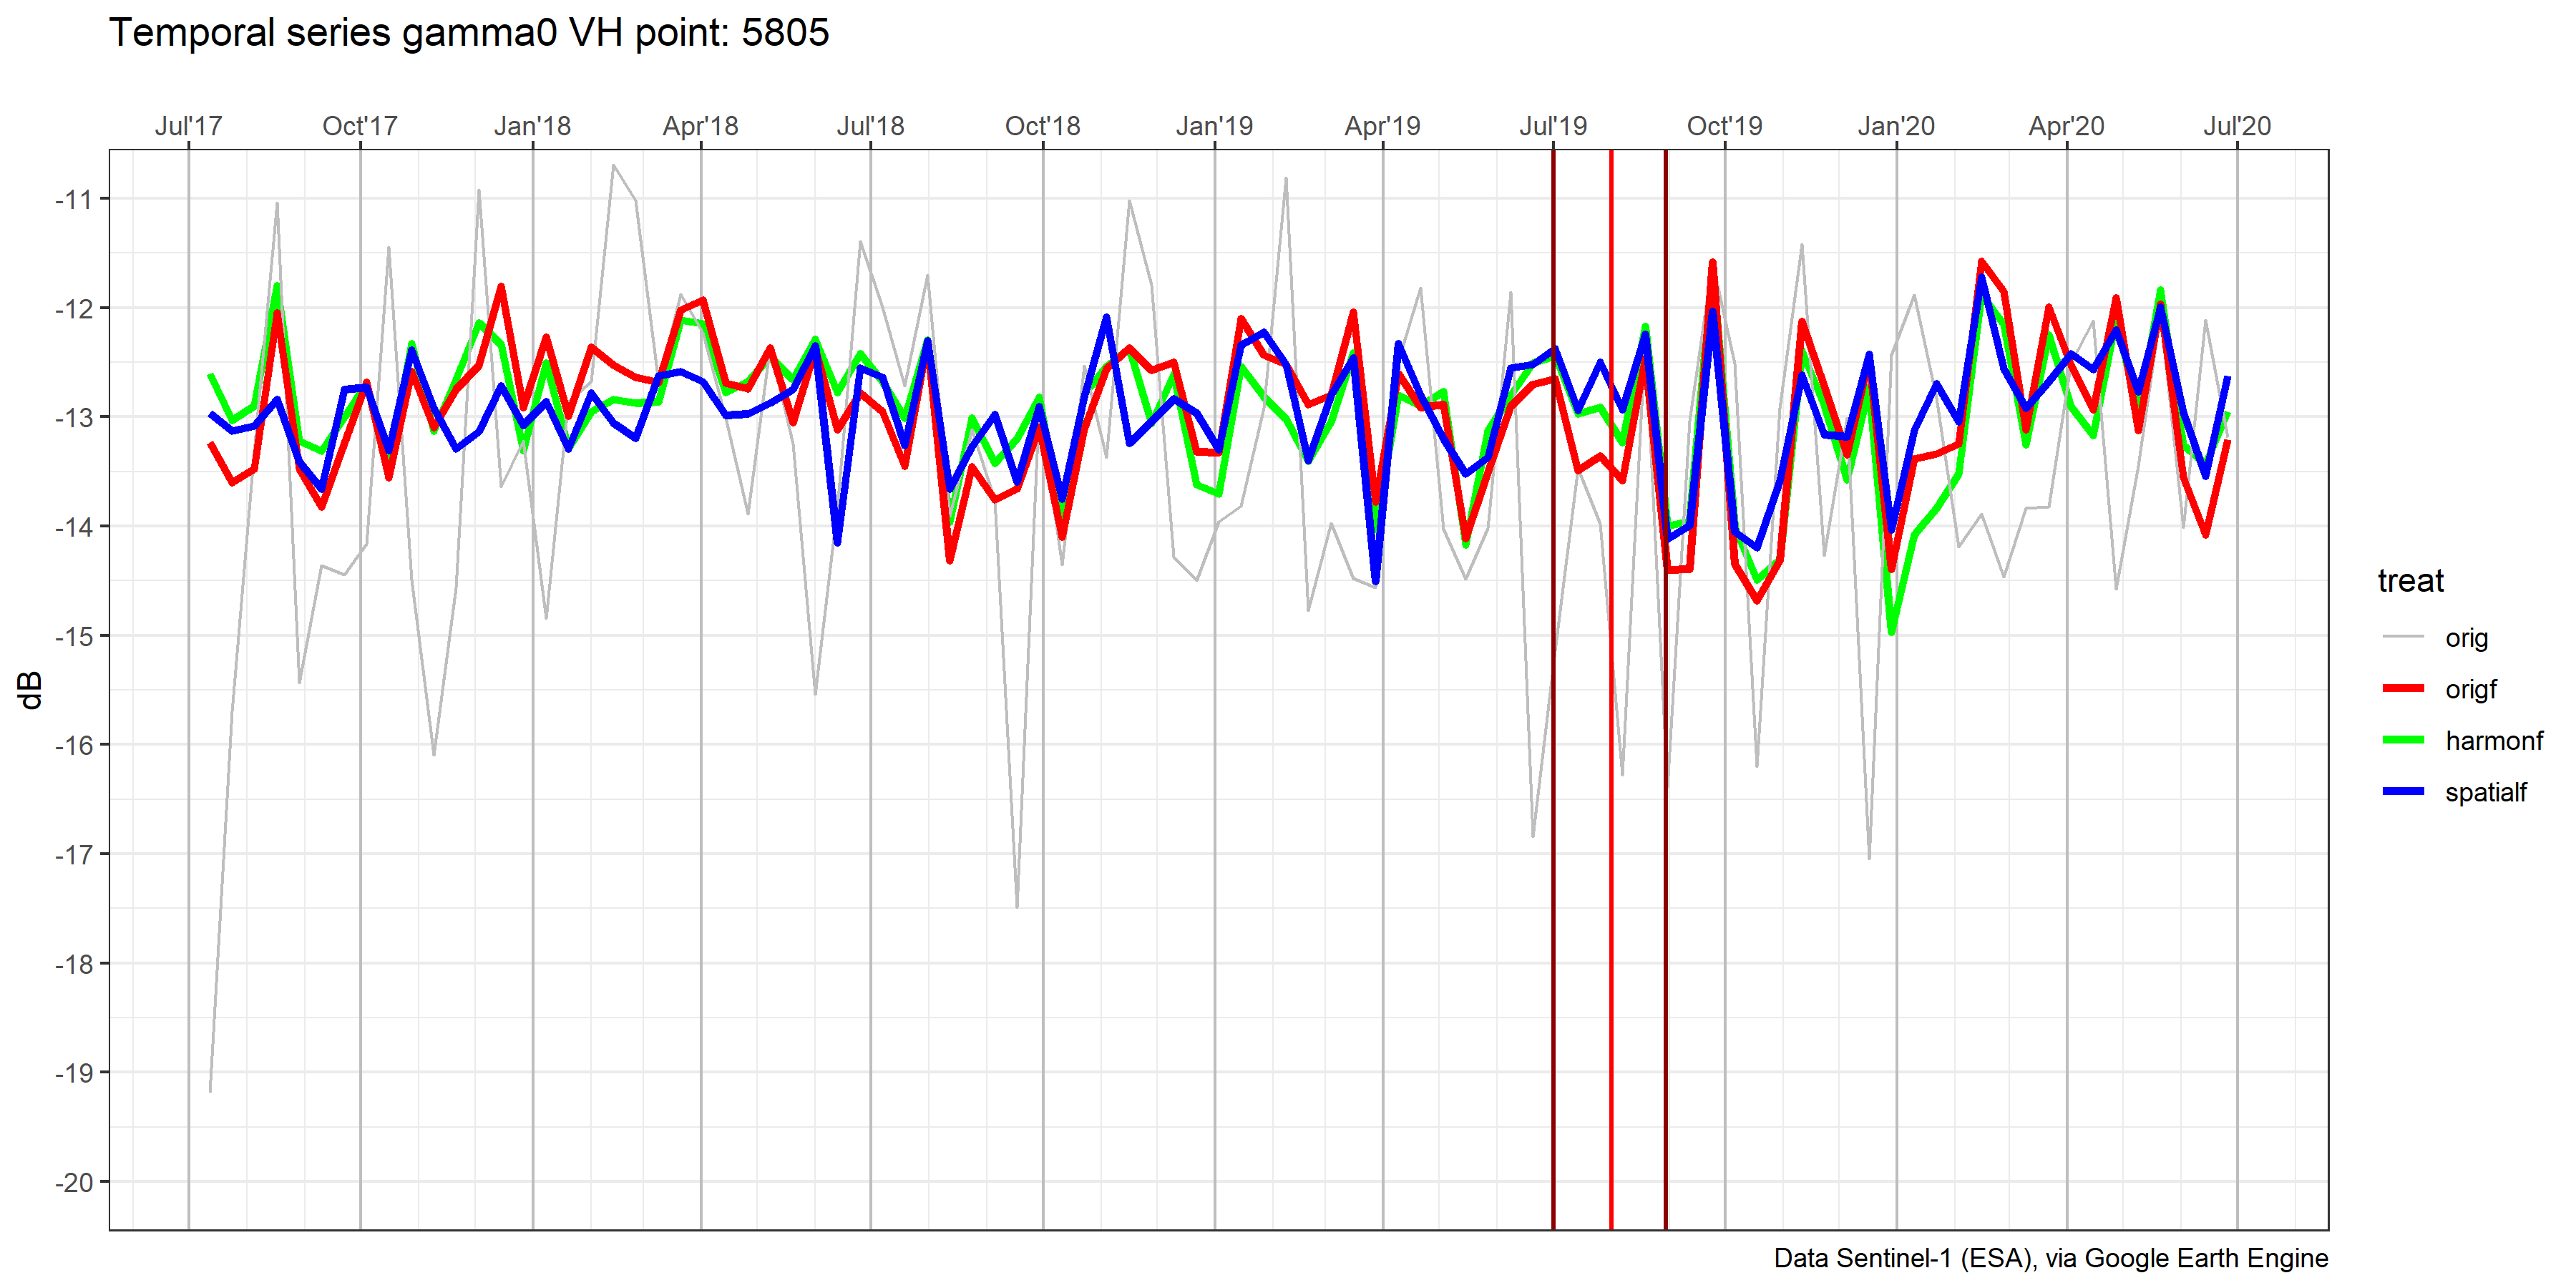 Temporal series gamma0 VH point: 5805
Jul'17 Oct'17 Jan'18 Apr'18 Jul'18 Oct'18 Jan'19 Apr'19 Jul'19 Oct'19 Jan'20 Apr'20 Jul'20
-11
-12
-13
-14
-15
-16
-17
-18
-19
-20
dB
treat
orig
origf
harmonf
spatialf
Data Sentinel-1 (ESA), via Google Earth Engine